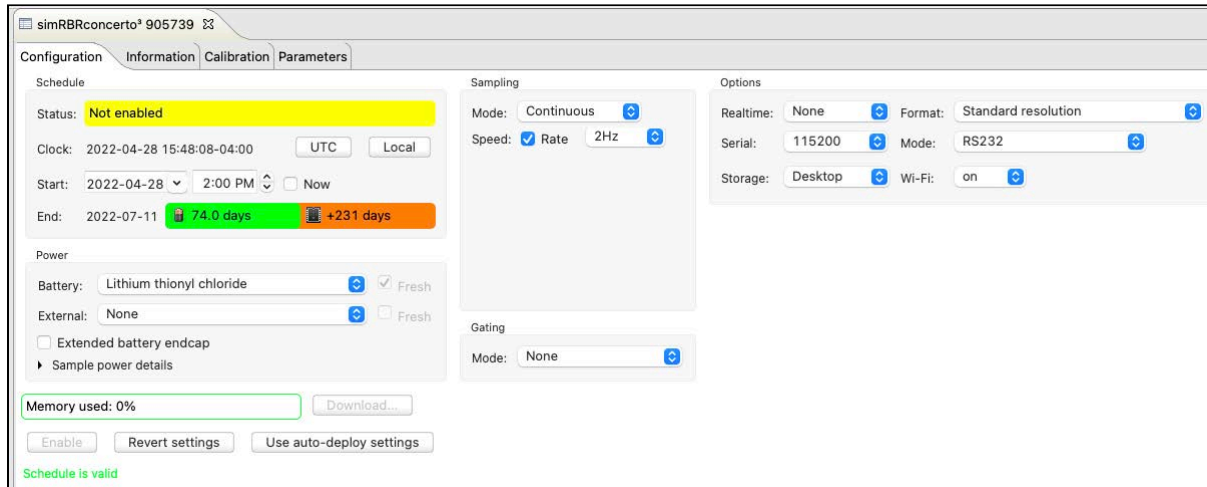 simRBRconcerto³ 905739
Configuration Information Calibration Parameters
Schedule
Status: Not enabled
Clock: 2022-04-28 15:48:08-04:00 UTC Local
Start: 2022-04-28 2:00 PM Now
End: 2022-07-11 74.0 days +231 days
Power
Battery: Lithium thionyl chloride Fresh
External: None Fresh
Extended battery endcap
Sample power details
Memory used: 0% Download...
Enable Revert settings Use auto-deploy settings
Schedule is valid
Sampling
Mode: Continuous
Speed: Rate 2Hz
Gating
Mode: None
Options
Realtime: None Format: Standard resolution
Serial: 115200 Mode: RS232
Storage: Desktop Wi-Fi: on